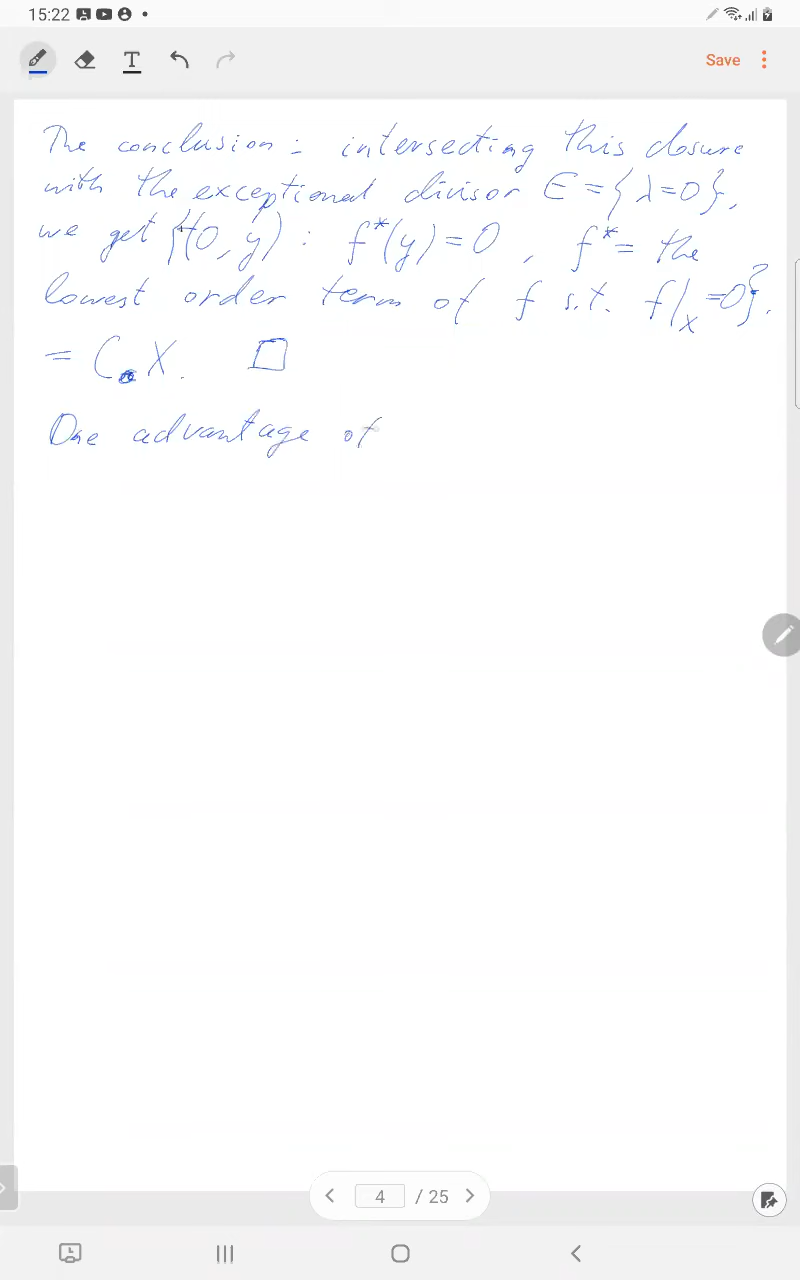 15:22
T
Save
The conclusion: intersecting this closure
with the exceptional divisor E = {λ=0},
we get {(0, y) : f*(y) = 0, f* = the
lowest order term of f s.t. f|_X = 0}.
= C₀X. □
One advantage of
4 / 25